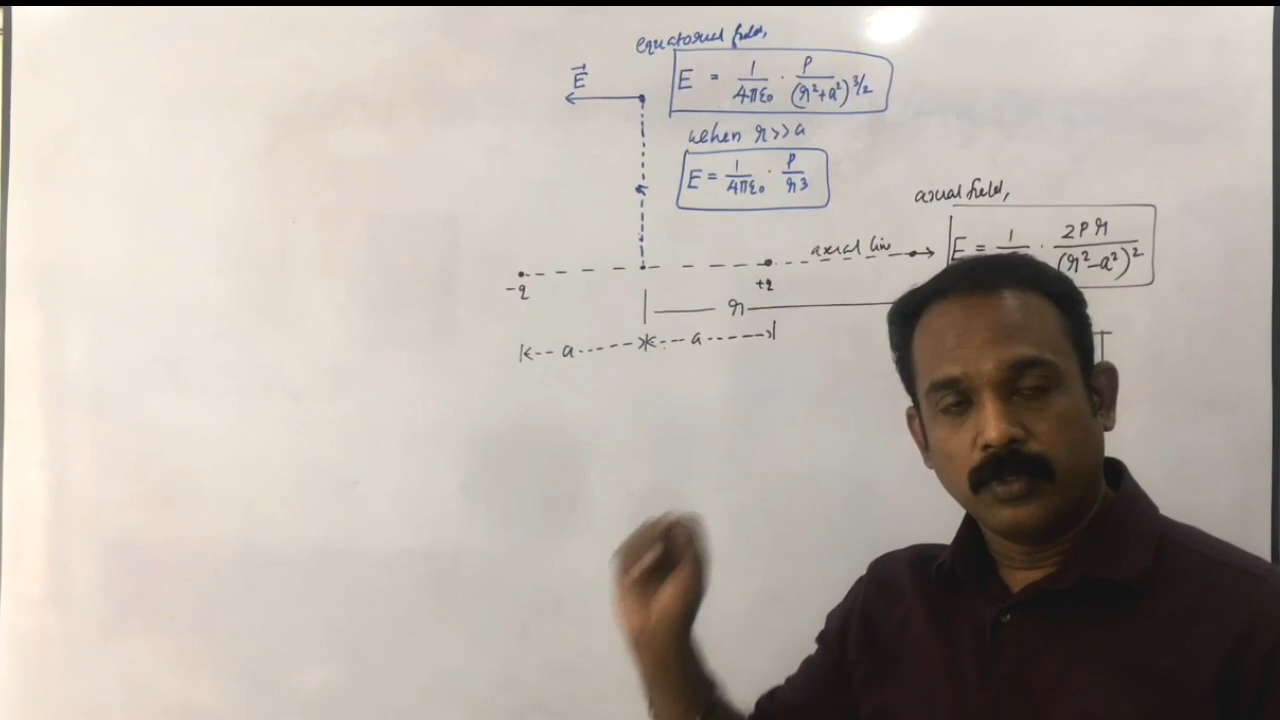 equatorial field,
E⃗
E = 1/4πε₀ · P/(r²+a²)^3/2
when r>>a
E = 1/4πε₀ · P/r³
axial field,
E = 1/ · 2Pr/(r²-a²)²
axial lin
-q
+q
r
a
a